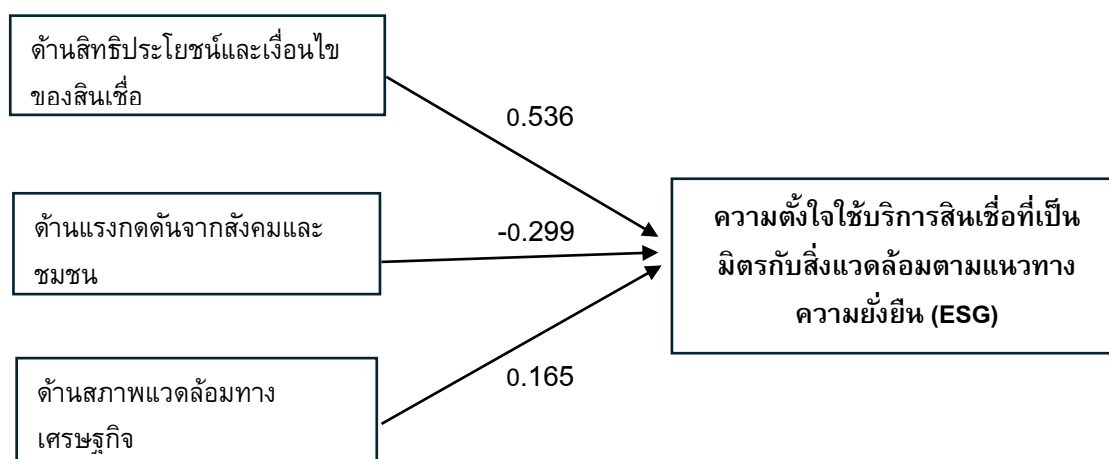 ด้านสิทธิประโยชน์และเงื่อนไข
ของสินเชื่อ
0.536
ด้านแรงกดดันจากสังคมและ
ชุมชน
-0.299
ความตั้งใจใช้บริการสินเชื่อที่เป็น
มิตรกับสิ่งแวดล้อมตามแนวทาง
ความยั่งยืน (ESG)
0.165
ด้านสภาพแวดล้อมทาง
เศรษฐกิจ